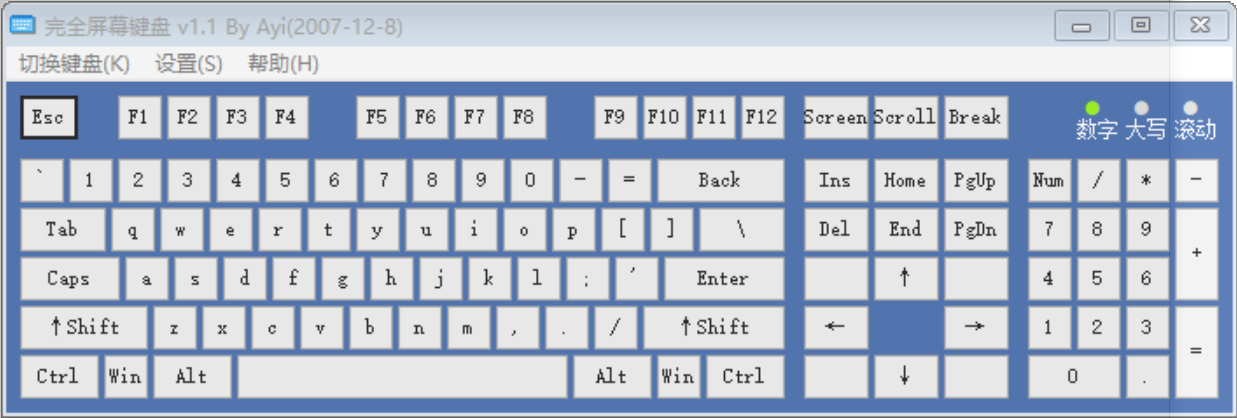 完全屏幕键盘 v1.1 By Ayi(2007-12-8)
切换键盘(K) 设置(S) 帮助(H)
Esc F1 F2 F3 F4 F5 F6 F7 F8 F9 F10 F11 F12 Screen Scroll Break
数字 大写 滚动
` 1 2 3 4 5 6 7 8 9 0 - = Back Ins Home PgUp Num / * -
Tab q w e r t y u i o p [ ] \ Del End PgDn 7 8 9
+
Caps a s d f g h j k l ; ' Enter ↑ 4 5 6
↑Shift z x c v b n m , . / ↑Shift ← → 1 2 3
=
Ctrl Win Alt Alt Win Ctrl ↓ 0 .